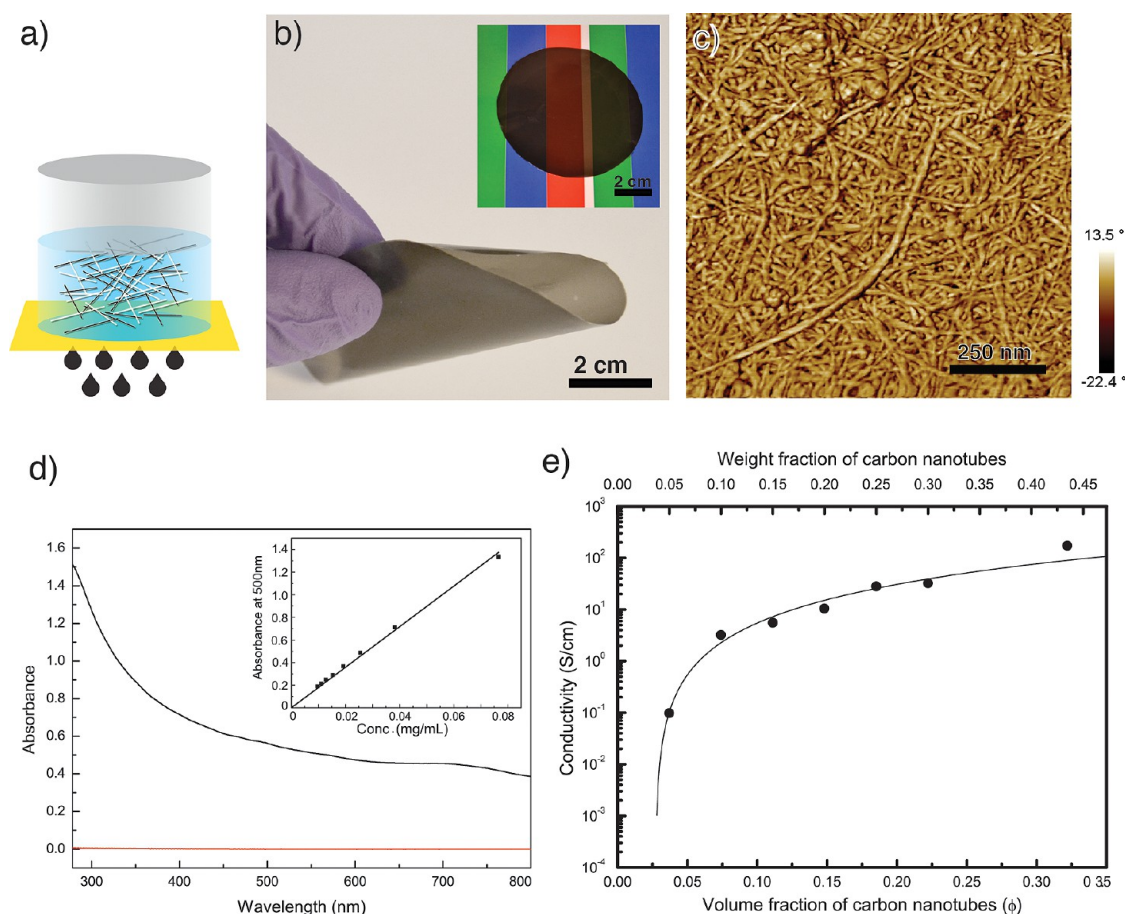 a)
b)
2 cm
2 cm
c)
250 nm
13.5 °
-22.4 °
d)
Absorbance
1.6
1.4
1.2
1.0
0.8
0.6
0.4
0.2
0.0
300
400
500
600
700
800
Wavelength (nm)
Absorbance at 500nm
1.4
1.2
1.0
0.8
0.6
0.4
0.2
0
0.02
0.04
0.06
0.08
Conc. (mg/mL)
e)
Weight fraction of carbon nanotubes
0.00 0.05 0.10 0.15 0.20 0.25 0.30 0.40 0.45
Conductivity (S/cm)
10³
10²
10¹
10⁰
10⁻¹
10⁻²
10⁻³
10⁻⁴
0.00 0.05 0.10 0.15 0.20 0.25 0.30 0 35
Volume fraction of carbon nanotubes (ϕ)